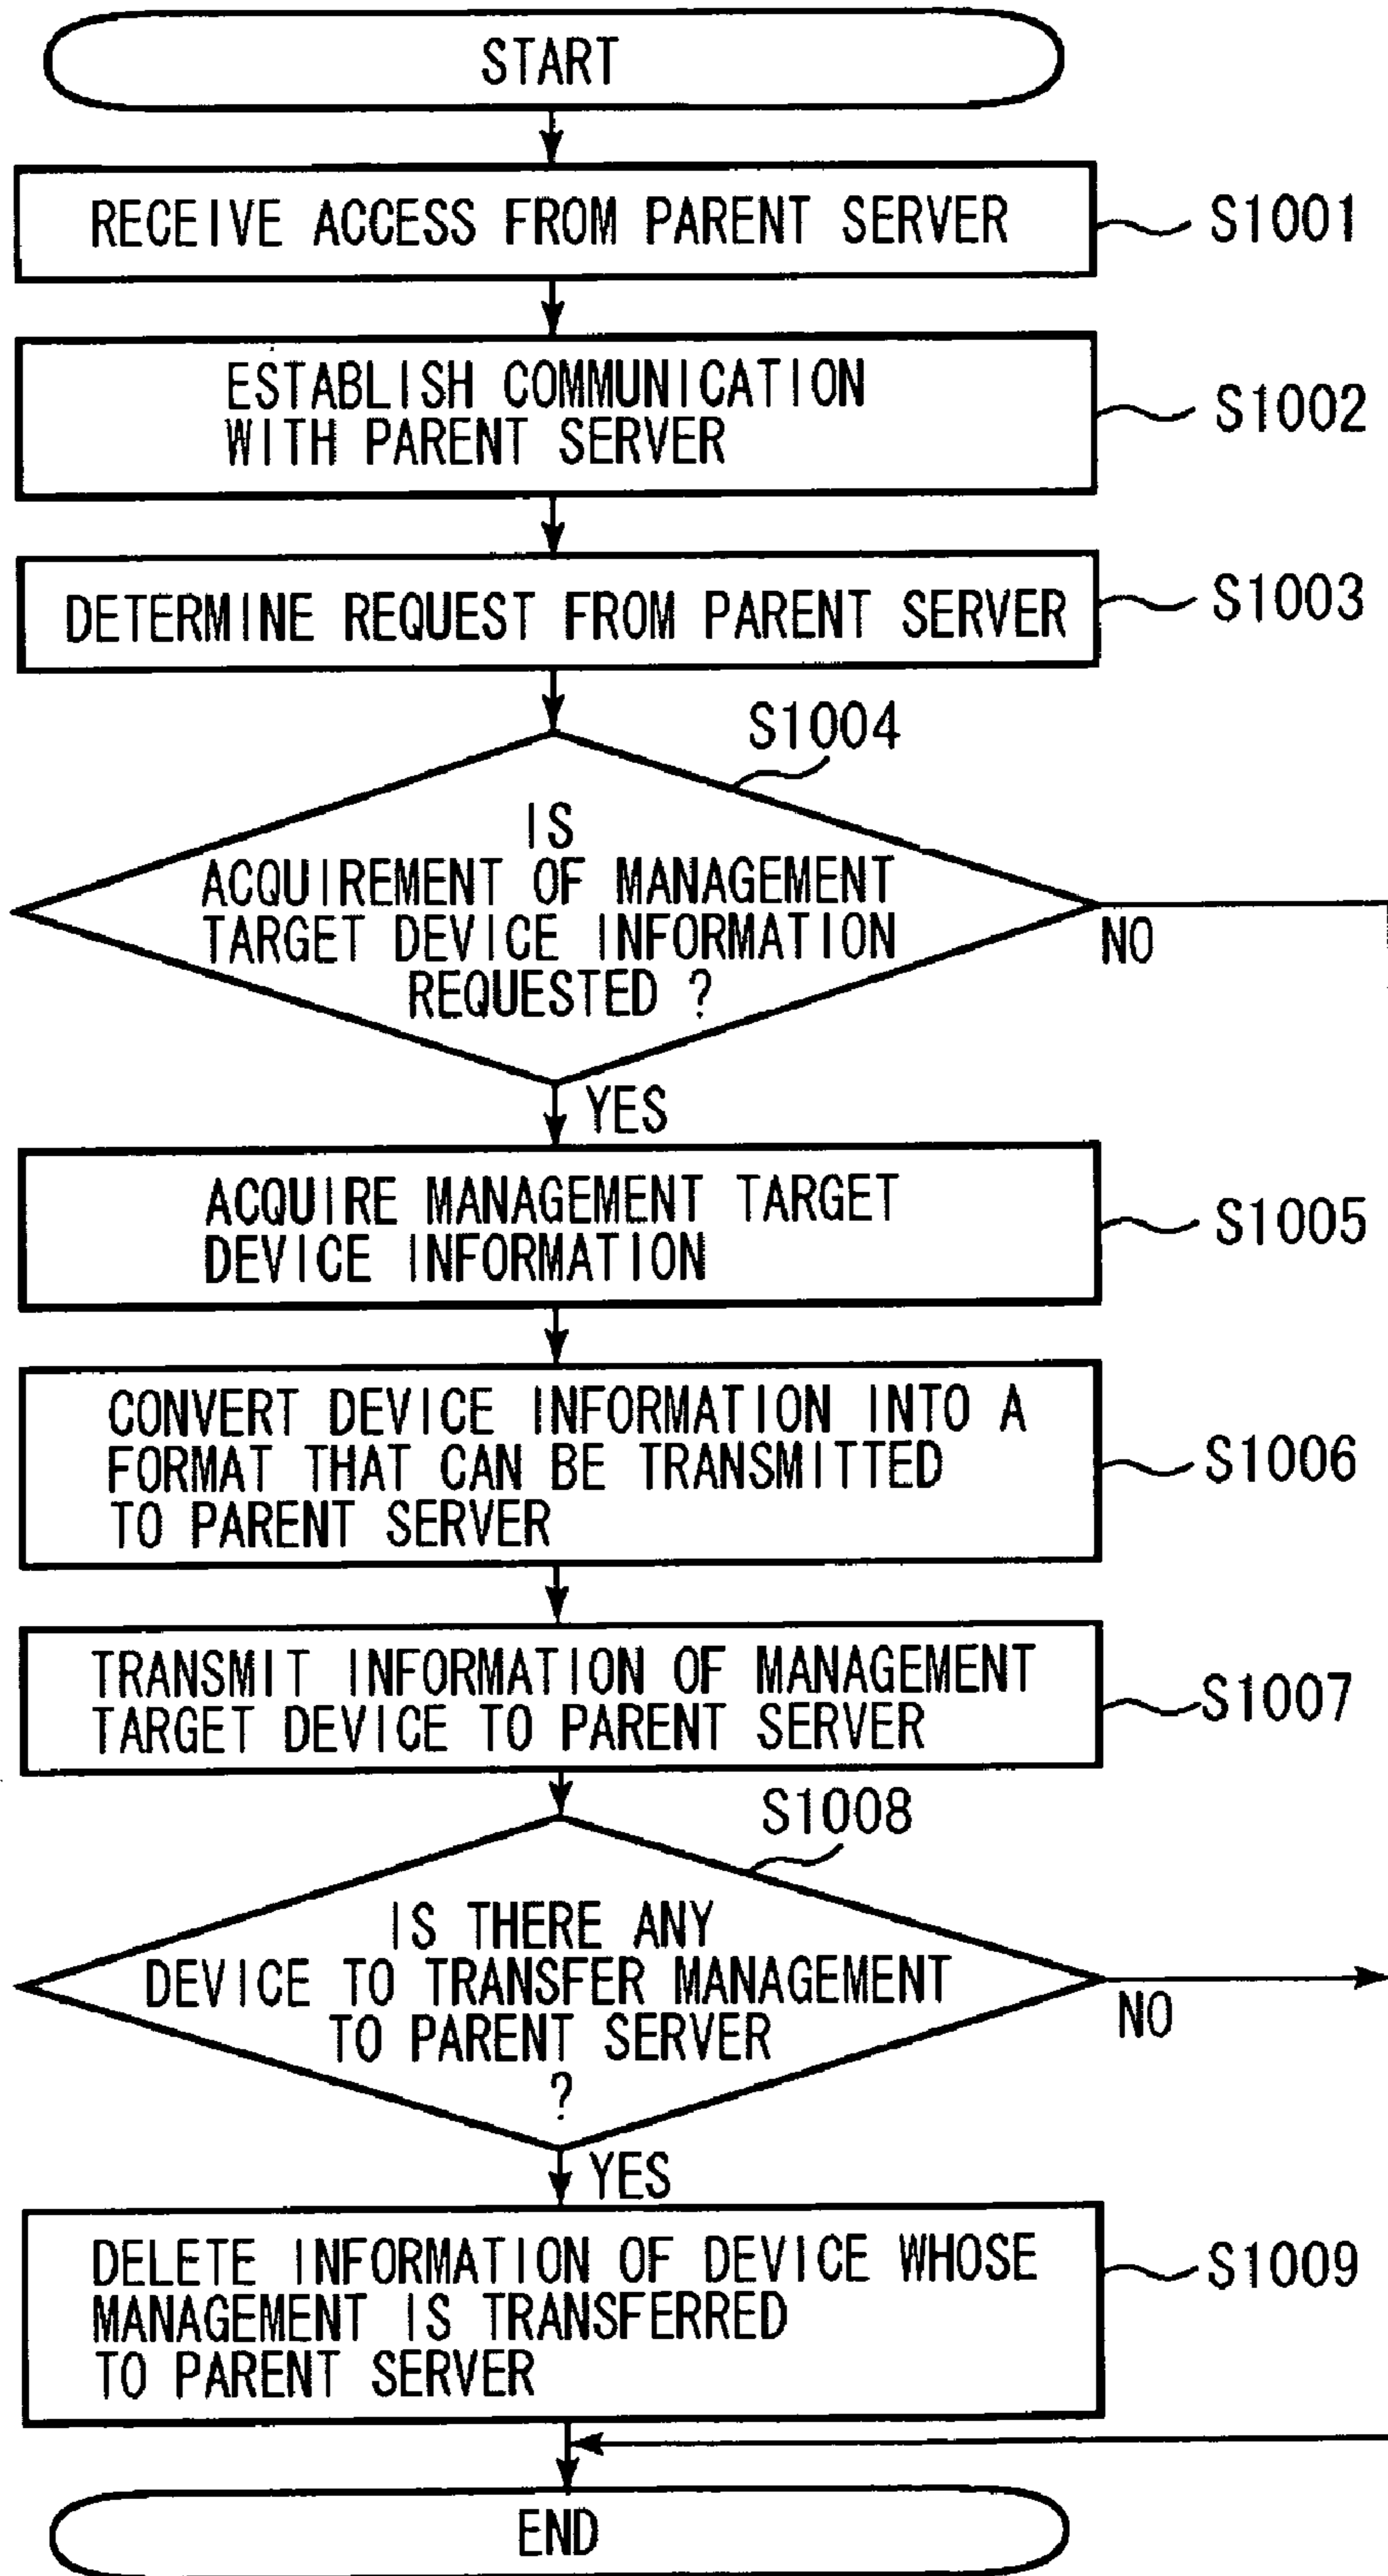 START
RECEIVE ACCESS FROM PARENT SERVER
S1001
ESTABLISH COMMUNICATION
WITH PARENT SERVER
S1002
DETERMINE REQUEST FROM PARENT SERVER
S1003
S1004
IS
ACQUIREMENT OF MANAGEMENT
TARGET DEVICE INFORMATION
REQUESTED ?
NO
YES
ACQUIRE MANAGEMENT TARGET
DEVICE INFORMATION
S1005
CONVERT DEVICE INFORMATION INTO A
FORMAT THAT CAN BE TRANSMITTED
TO PARENT SERVER
S1006
TRANSMIT INFORMATION OF MANAGEMENT
TARGET DEVICE TO PARENT SERVER
S1007
S1008
IS THERE ANY
DEVICE TO TRANSFER MANAGEMENT
TO PARENT SERVER
?
NO
YES
DELETE INFORMATION OF DEVICE WHOSE
MANAGEMENT IS TRANSFERRED
TO PARENT SERVER
S1009
END